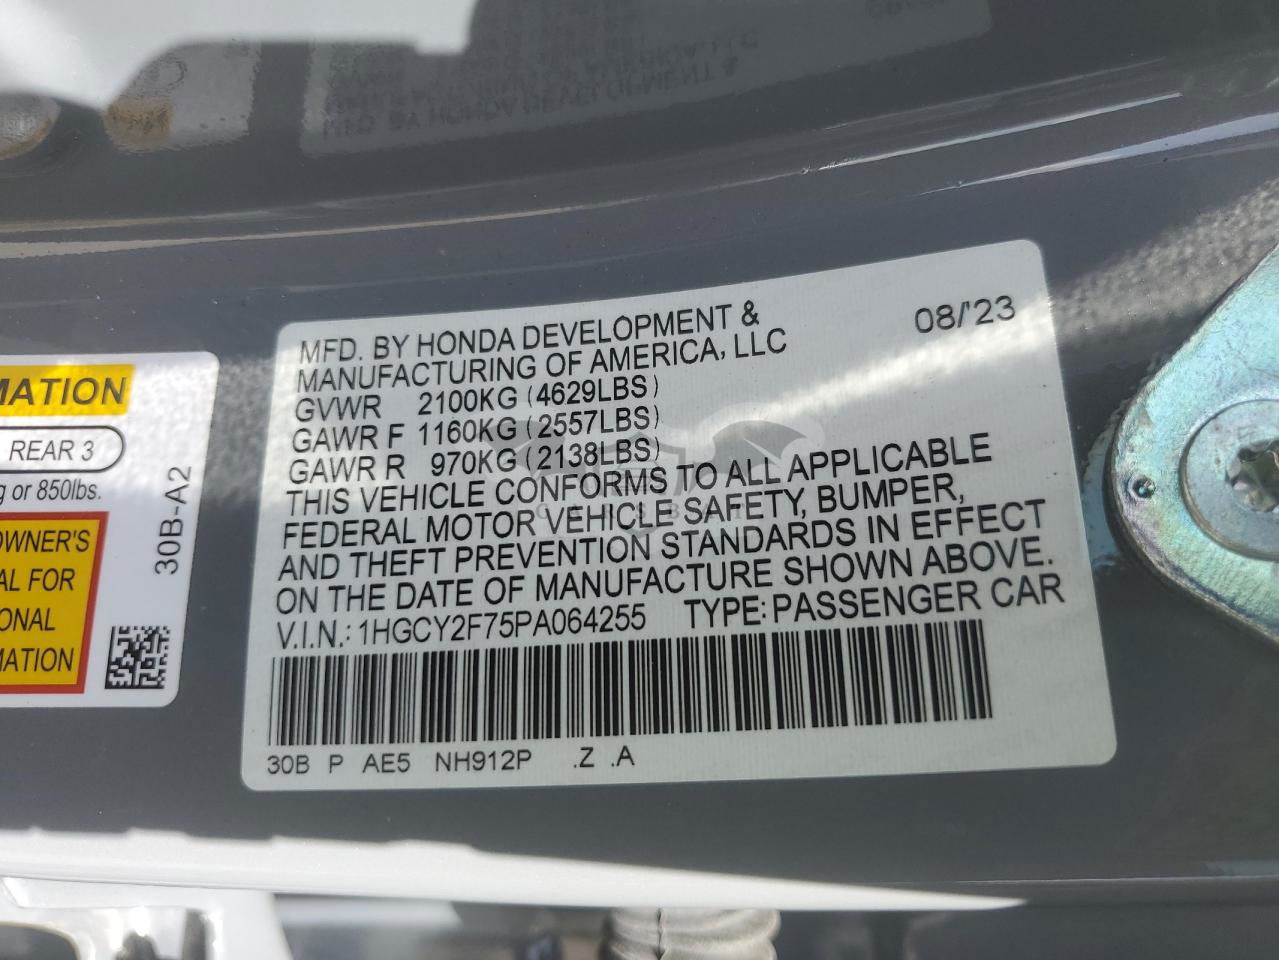 MFD. BY HONDA DEVELOPMENT &
MANUFACTURING OF AMERICA, LLC
08/'23
GVWR 2100KG (4629LBS)
GAWR F 1160KG (2557LBS)
GAWR R 970KG (2138LBS)
THIS VEHICLE CONFORMS TO ALL APPLICABLE
FEDERAL MOTOR VEHICLE SAFETY, BUMPER,
AND THEFT PREVENTION STANDARDS IN EFFECT
ON THE DATE OF MANUFACTURE SHOWN ABOVE.
V.I.N.: 1HGCY2F75PA064255 TYPE: PASSENGER CAR
30B P AE5 NH912P .Z .A
MATION
REAR 3
g or 850lbs.
OWNER'S
AL FOR
ONAL
MATION
30B-A2